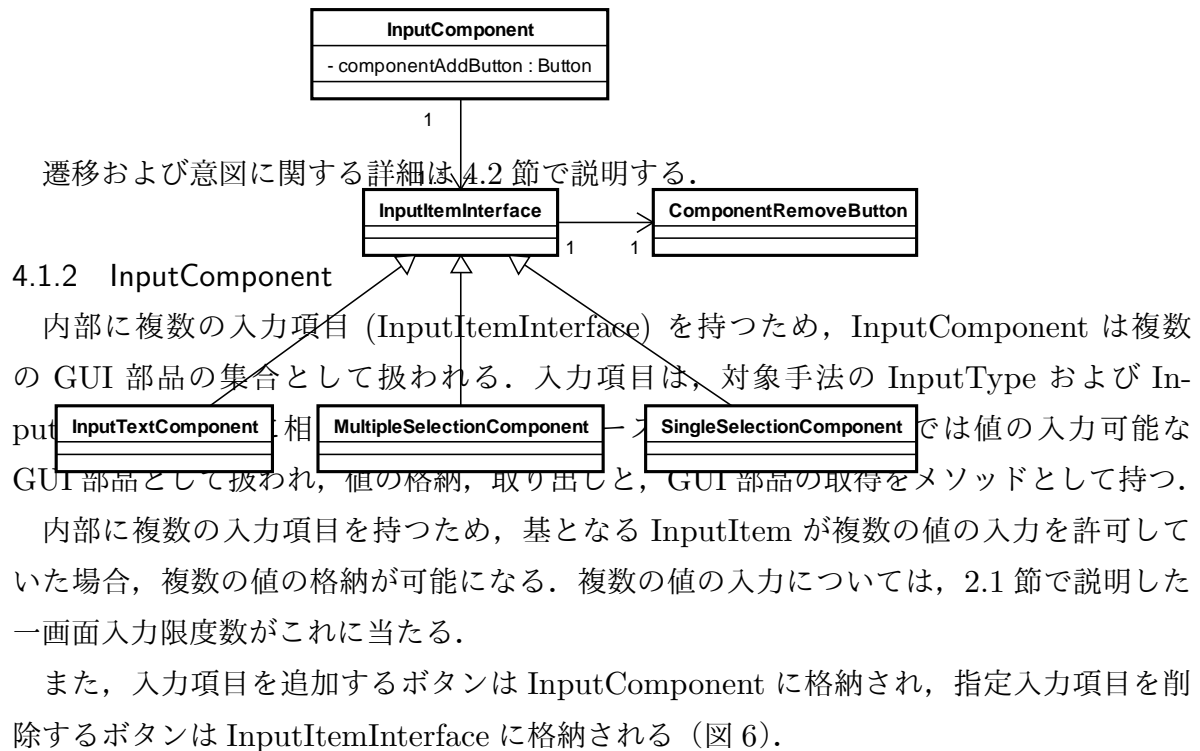 InputComponent
- componentAddButton : Button
1
遷移および意図に関する詳細は 4.2 節で説明する.
InputItemInterface
ComponentRemoveButton
1
1
4.1.2 InputComponent
内部に複数の入力項目 (InputItemInterface) を持つため,InputComponent は複数
の GUI 部品の集合として扱われる.入力項目は,対象手法の InputType および In-
put
相
 では値の入力可能な
InputTextComponent
MultipleSelectionComponent
SingleSelectionComponent
GUI 部品として扱われ,値の格納,取り出しと,GUI 部品の取得をメソッドとして持つ.
内部に複数の入力項目を持つため,基となる InputItem が複数の値の入力を許可して
いた場合,複数の値の格納が可能になる.複数の値の入力については,2.1 節で説明した
一画面入力限度数がこれに当たる.
また,入力項目を追加するボタンは InputComponent に格納され,指定入力項目を削
除するボタンは InputItemInterface に格納される(図 6).